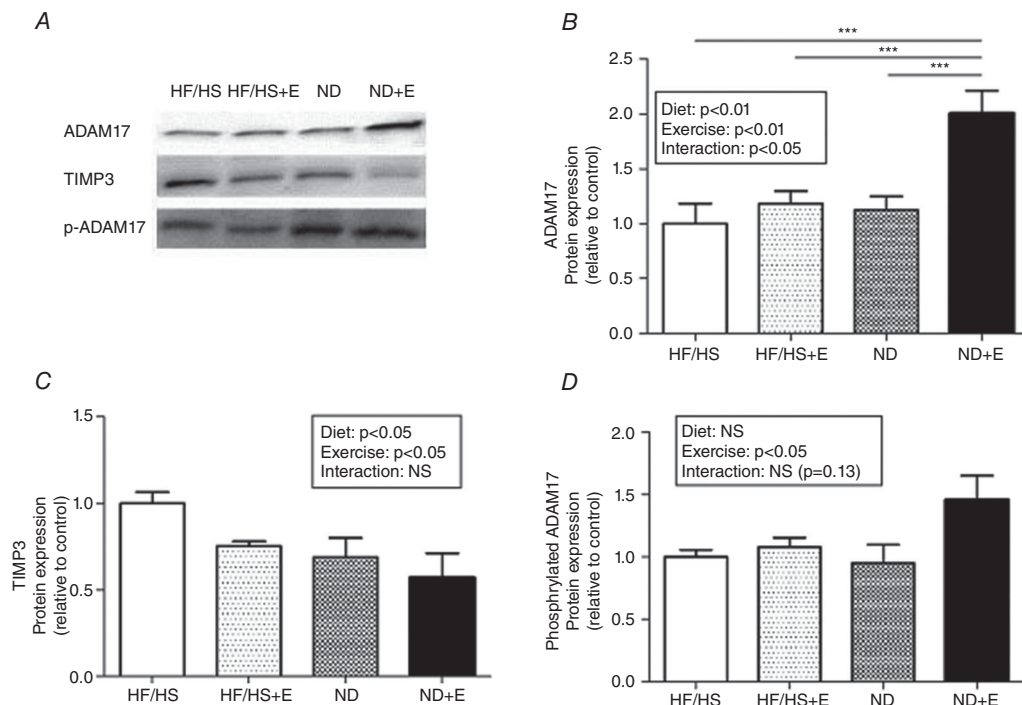 A
HF/HS HF/HS+E ND ND+E
ADAM17
TIMP3
p-ADAM17
B
***
***
***
2.5
2.0
1.5
1.0
0.5
0.0
ADAM17
Protein expression
(relative to control)
Diet: p<0.01
Exercise: p<0.01
Interaction: p<0.05
HF/HS HF/HS+E ND ND+E
C
1.5
1.0
0.5
0.0
TIMP3
Protein expression
(relative to control)
Diet: p<0.05
Exercise: p<0.05
Interaction: NS
HF/HS HF/HS+E ND ND+E
D
2.0
1.5
1.0
0.5
0.0
Phosphrylated ADAM17
Protein expression
(relative to control)
Diet: NS
Exercise: p<0.05
Interaction: NS (p=0.13)
HF/HS HF/HS+E ND ND+E